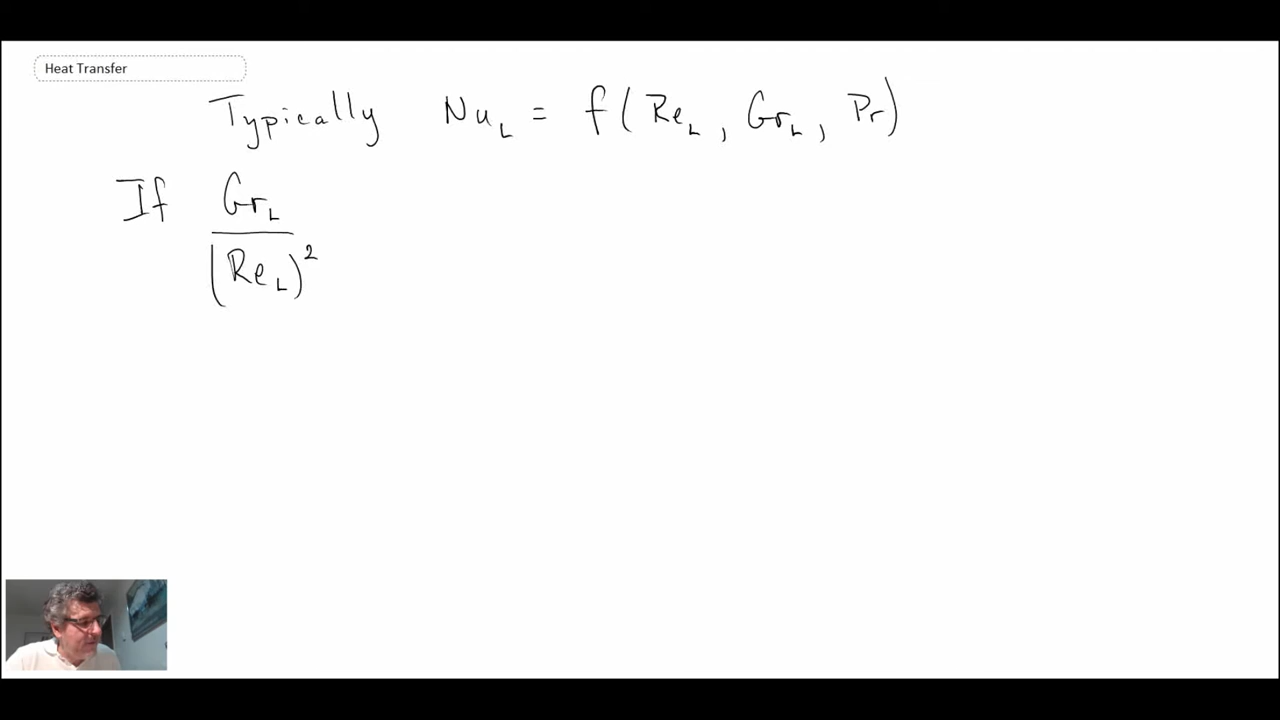 Heat Transfer
Typically Nu_L = f(Re_L, Gr_L, Pr)
If Gr_L
(Re_L)^2